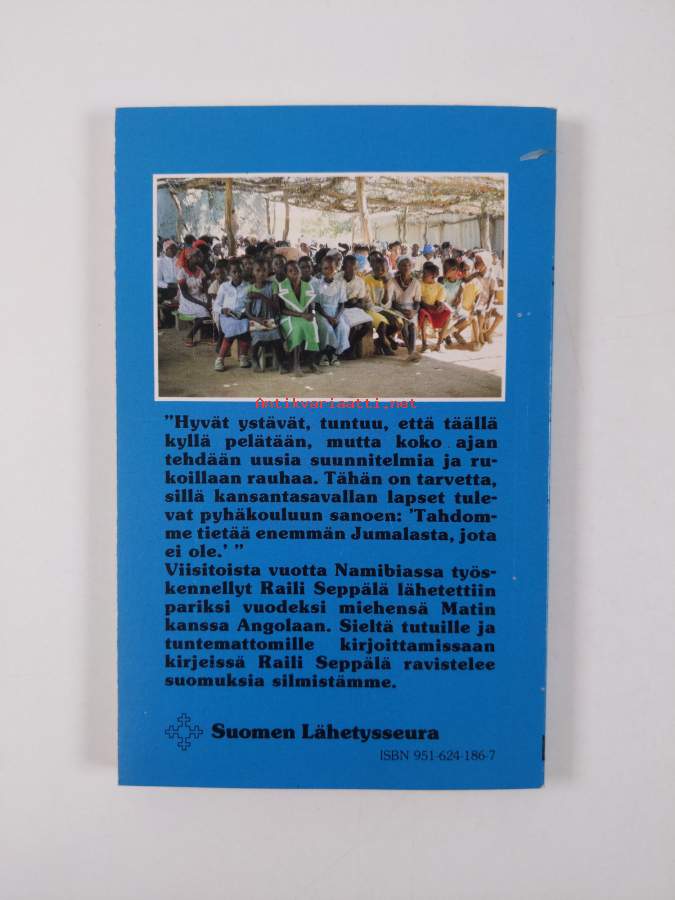 Antikvariaatti.net
”Hyvät ystävät, tuntuu, että täällä
kyllä pelätään, mutta koko ajan
tehdään uusia suunnitelmia ja ru-
koillaan rauhaa. Tähän on tarvetta,
sillä kansantasavallan lapset tule-
vat pyhäkouluun sanoen: ’Tahdom-
me tietää enemmän Jumalasta, jota
ei ole.’ ”
Viisitoista vuotta Namibiassa työs-
kennellyt Raili Seppälä lähetettiin
pariksi vuodeksi miehensä Matin
kanssa Angolaan. Sieltä tutuille ja
tuntemattomille kirjoittamissaan
kirjeissä Raili Seppälä ravistelee
suomuksia silmistämme.
Suomen Lähetysseura
ISBN 951-624-186-7